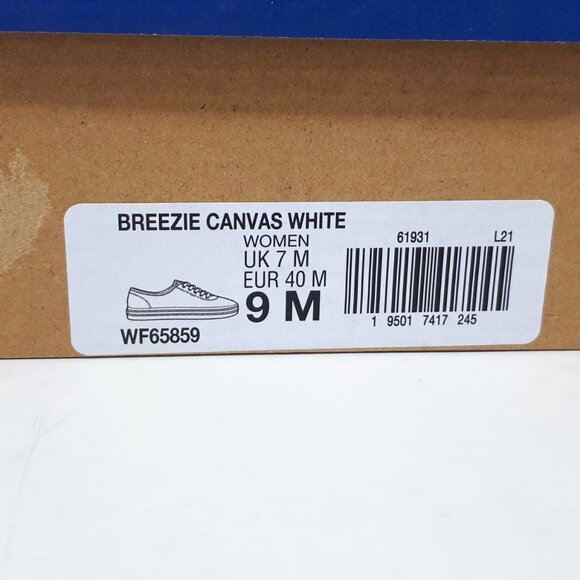 BREEZIE CANVAS WHITE
WOMEN
UK 7 M
EUR 40 M
9 M
WF65859
61931 L21
1 9501 7417 245